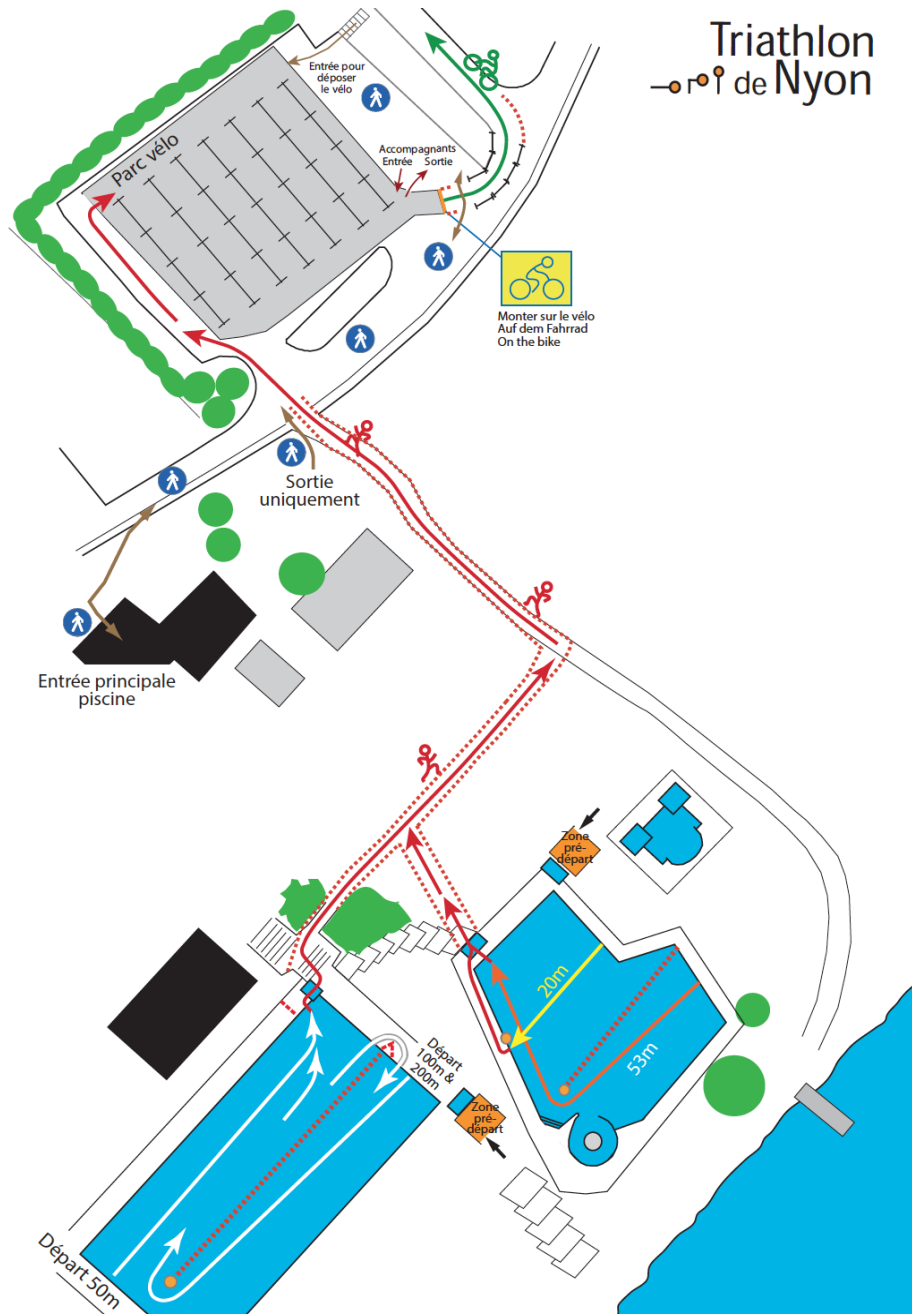 Triathlon
de Nyon
Entrée pour
déposer
le vélo
Parc vélo
Accompagnants
Entrée Sortie
Monter sur le vélo
Auf dem Fahrrad
On the bike
Sortie
uniquement
Entrée principale
piscine
Zone
pré-
départ
20m
53m
Départ
100m &
200m
Zone
pré-
départ
Départ 50m